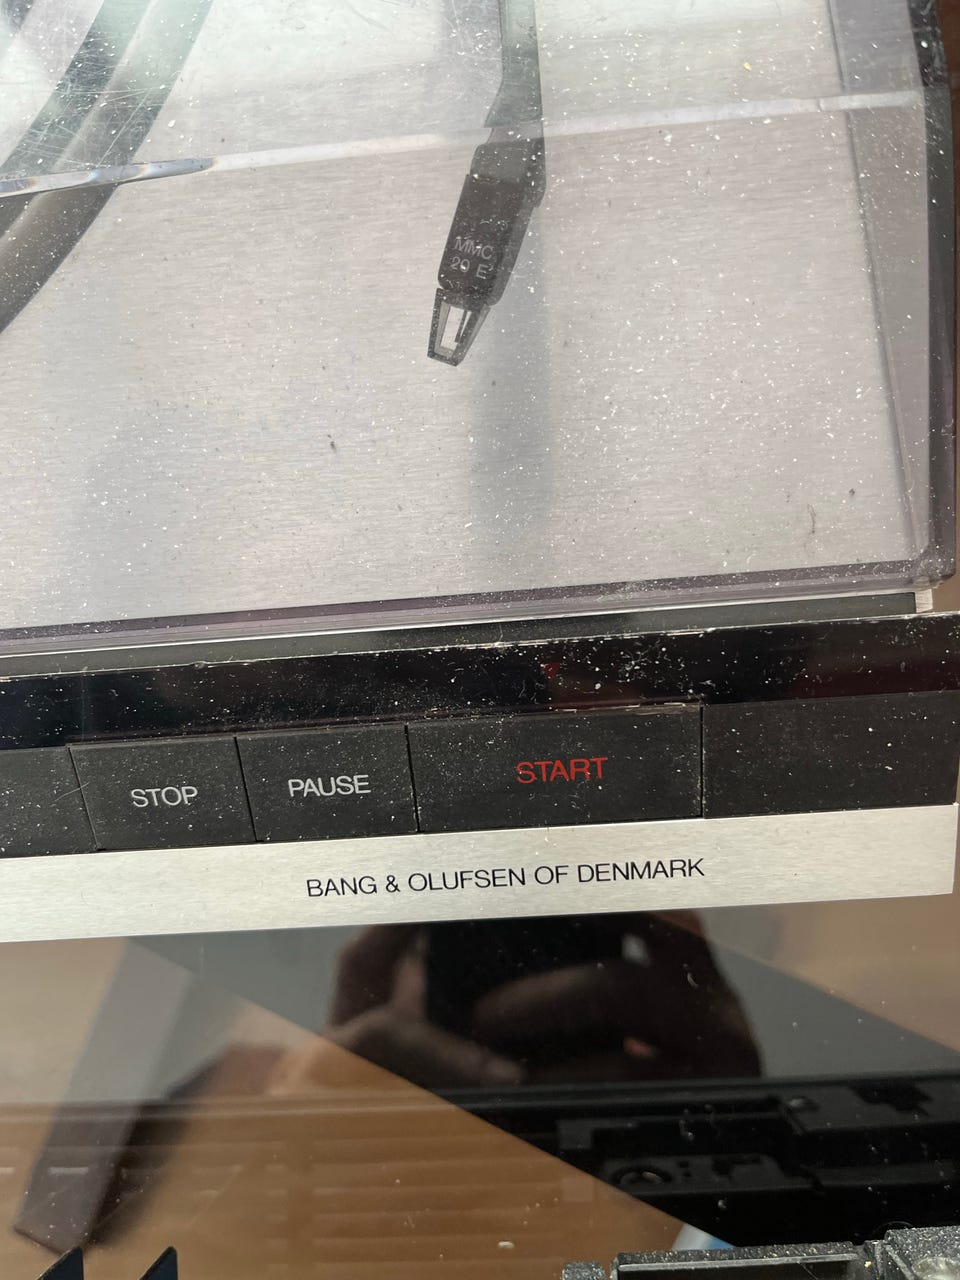 MMC
20 E
STOP
PAUSE
START
BANG & OLUFSEN OF DENMARK